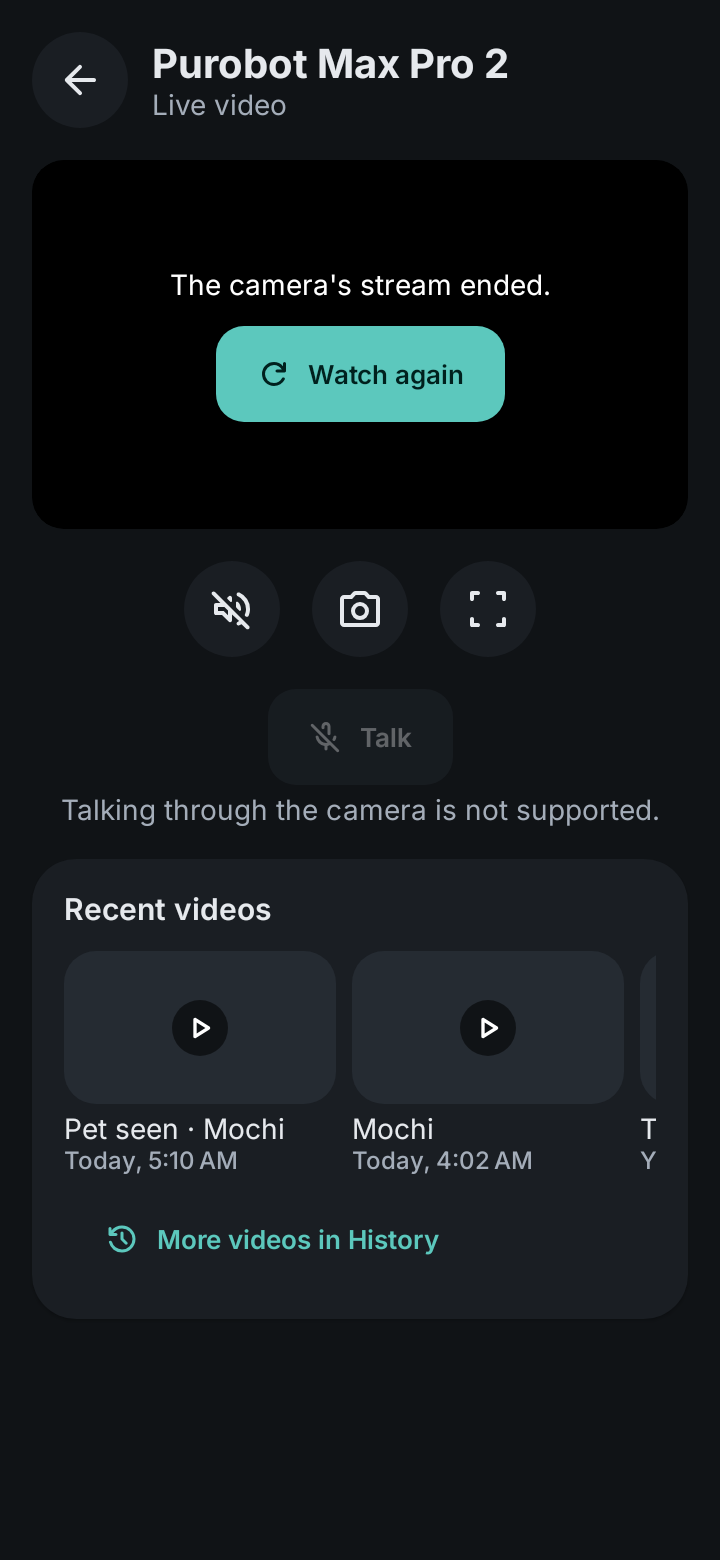 Purobot Max Pro 2
Live video
The camera's stream ended.
Watch again
Talk
Talking through the camera is not supported.
Recent videos
Pet seen · Mochi
Today, 5:10 AM
Mochi
Today, 4:02 AM
T
Y
More videos in History